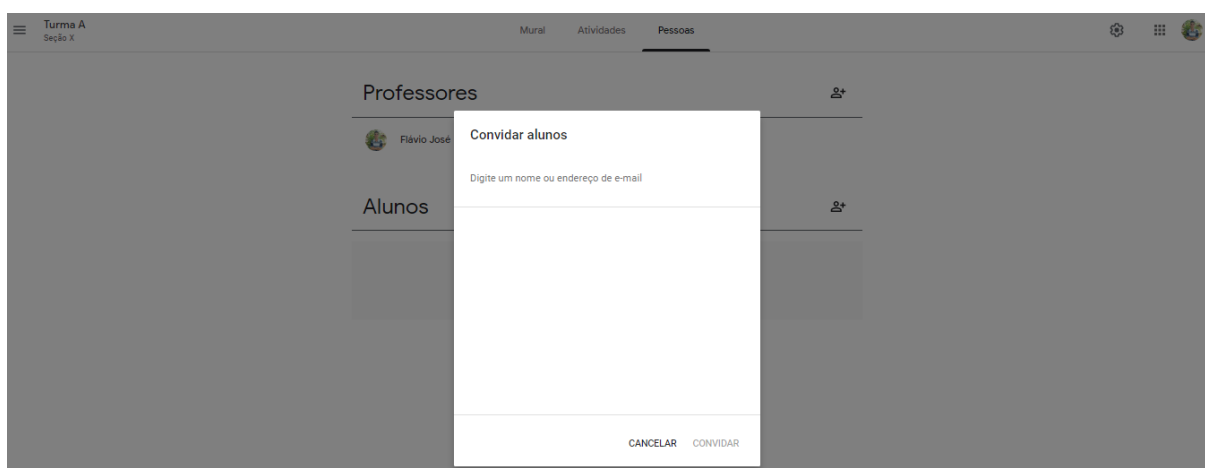 Turma A
Seção X
Mural Atividades Pessoas
Professores
Flávio José
Convidar alunos
Digite um nome ou endereço de e-mail
Alunos
CANCELAR CONVIDAR